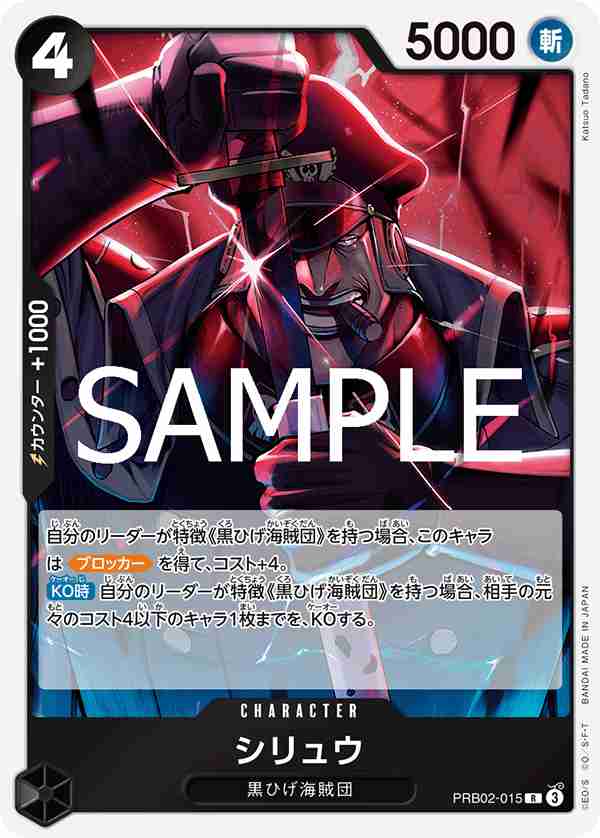 4
5000
斬
Katsuo Tadano
カウンター +1000
SAMPLE
自分のリーダーが特徴《黒ひげ海賊団》を持つ場合、このキャラ
は ブロッカー を得て、コスト+4。
KO時 自分のリーダーが特徴《黒ひげ海賊団》を持つ場合、相手の元
々のコスト4以下のキャラ1枚までを、KOする。
©E.O/S ©O/S・F・T BANDAI MADE IN JAPAN
CHARACTER
シリュウ
黒ひげ海賊団
PRB02-015 R 3